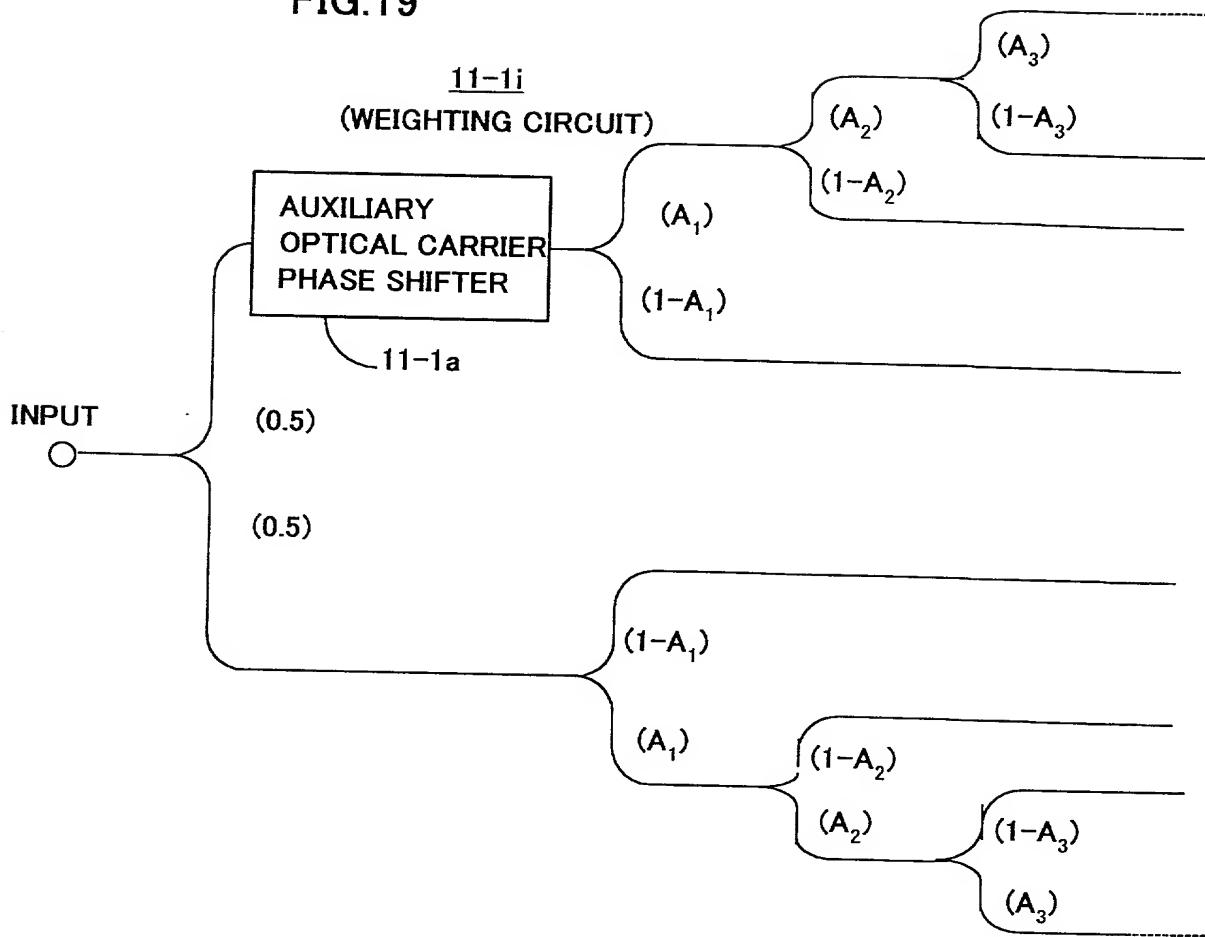 FIG.19
11-1i
(WEIGHTING CIRCUIT)
(A₃)
(1-A₃)
(A₂)
(1-A₂)
AUXILIARY
OPTICAL CARRIER
PHASE SHIFTER
(A₁)
(1-A₁)
11-1a
INPUT
(0.5)
(0.5)
(1-A₁)
(A₁)
(1-A₂)
(A₂)
(1-A₃)
(A₃)